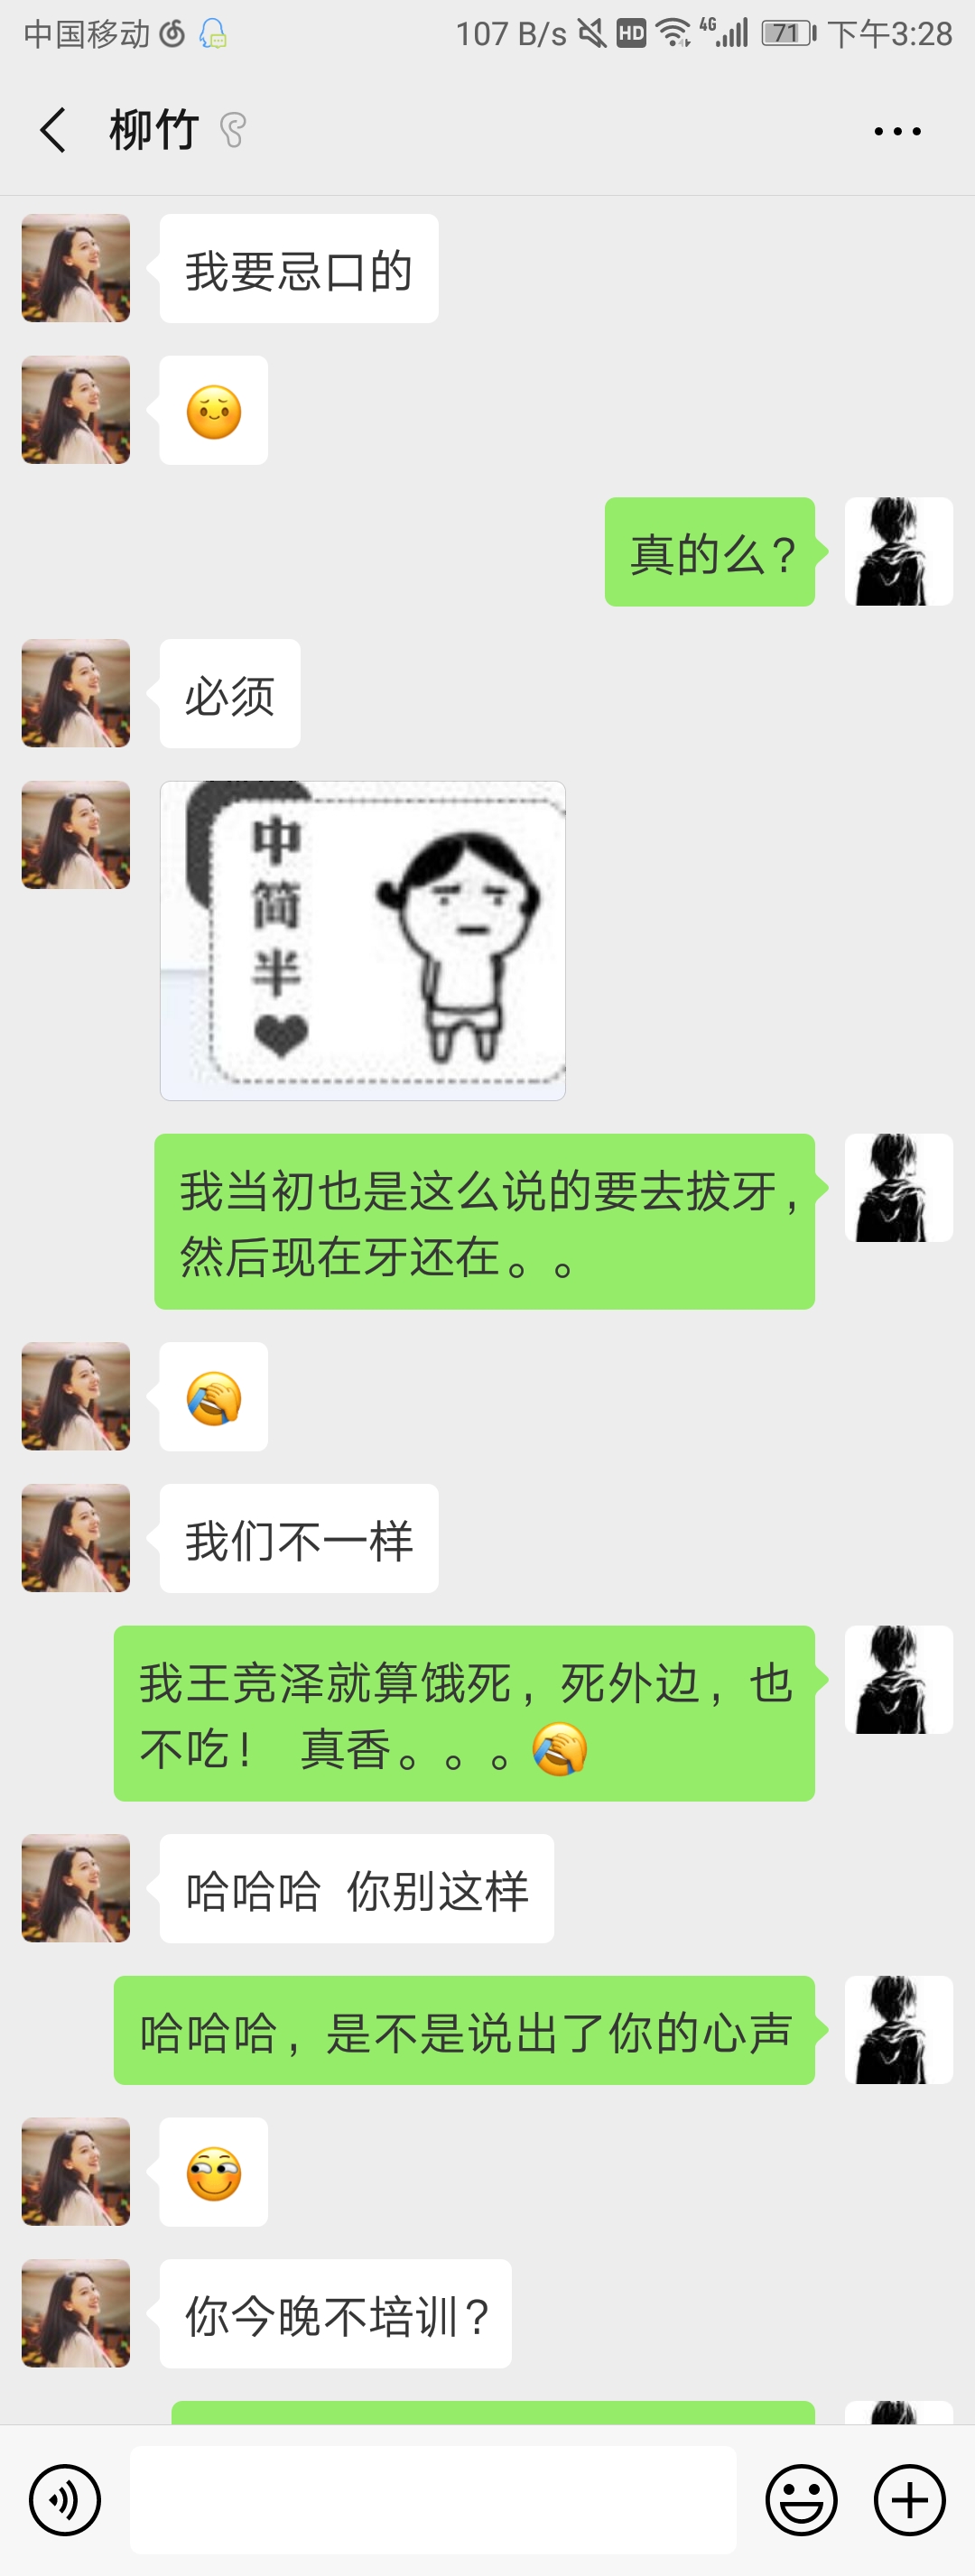 中国移动 107 B/s HD 4G 71 下午3:28
柳竹
我要忌口的
真的么?
必须
中
简
半
我当初也是这么说的要去拔牙,
然后现在牙还在。。
我们不一样
我王竞泽就算饿死,死外边,也
不吃! 真香。。。
哈哈哈 你别这样
哈哈哈,是不是说出了你的心声
你今晚不培训?